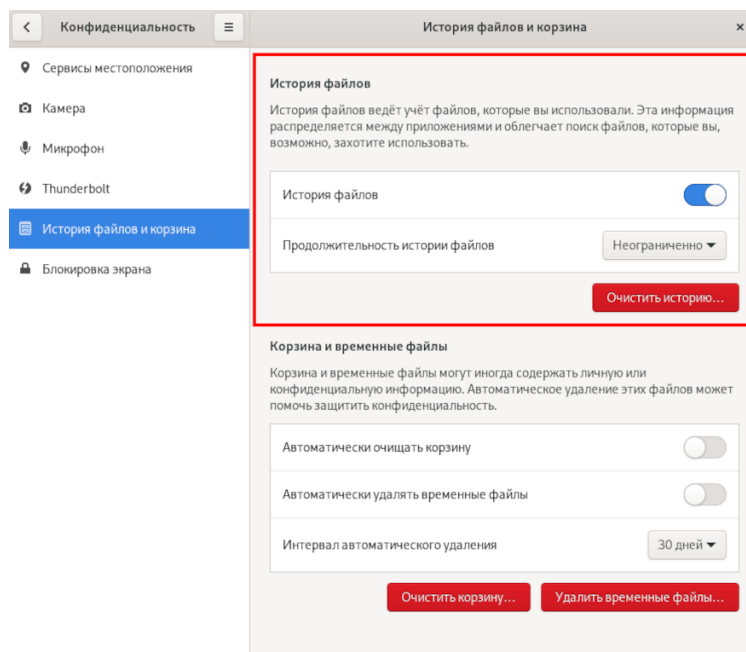 Конфиденциальность
История файлов и корзина
Сервисы местоположения
Камера
Микрофон
Thunderbolt
История файлов и корзина
Блокировка экрана
История файлов
История файлов ведёт учёт файлов, которые вы использовали. Эта информация
распределяется между приложениями и облегчает поиск файлов, которые вы,
возможно, захотите использовать.
История файлов
Продолжительность истории файлов
Неограниченно
Очистить историю...
Корзина и временные файлы
Корзина и временные файлы могут иногда содержать личную или
конфиденциальную информацию. Автоматическое удаление этих файлов может
помочь защитить конфиденциальность.
Автоматически очищать корзину
Автоматически удалять временные файлы
Интервал автоматического удаления
30 дней
Очистить корзину...
Удалить временные файлы...